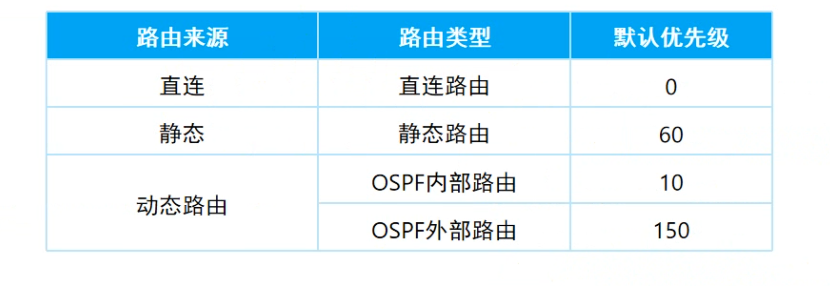 路由来源 路由类型 默认优先级
直连 直连路由 0
静态 静态路由 60
动态路由 OSPF内部路由 10
OSPF外部路由 150